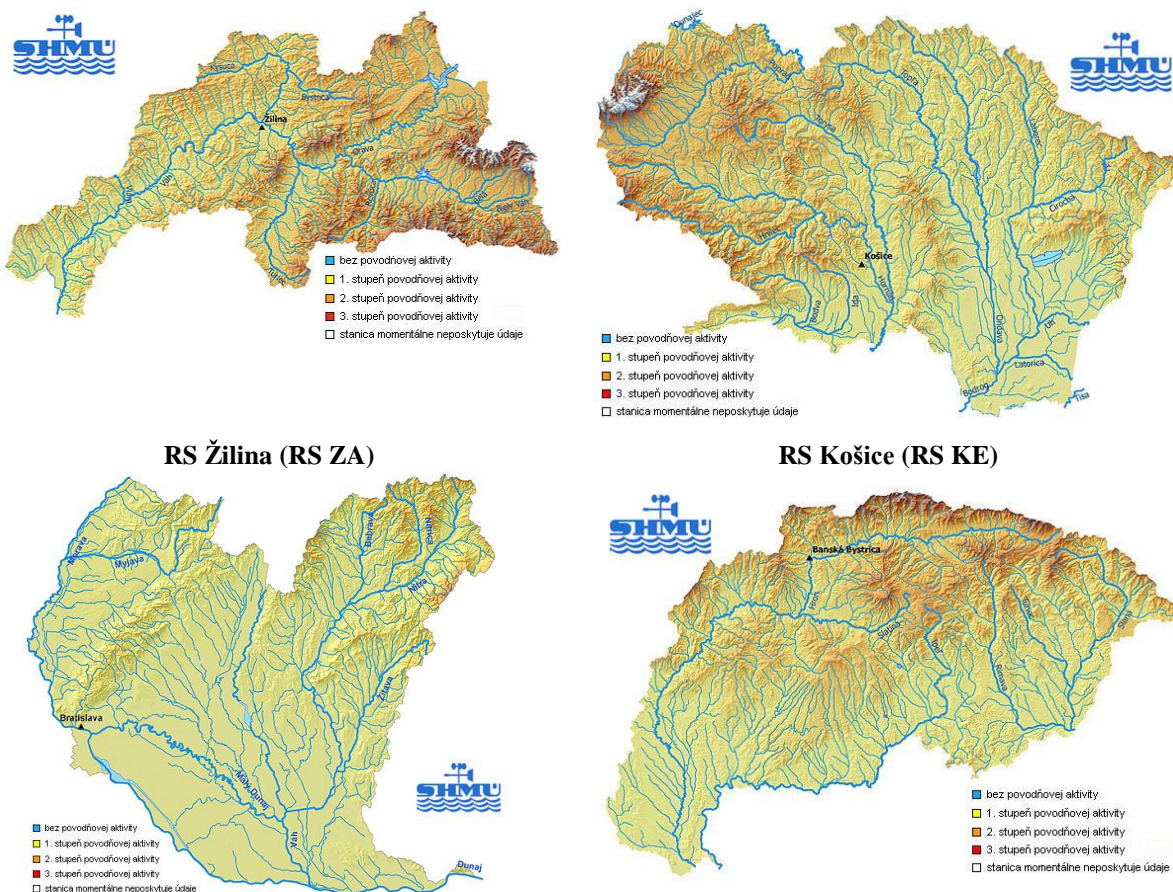 SHMÚ
Kysuca
Bystrica
Žilina
Orava
Vlára
Váh
Revúca
Belá
Biely Váh
Turiec
bez povodňovej aktivity
1. stupeň povodňovej aktivity
2. stupeň povodňovej aktivity
3. stupeň povodňovej aktivity
stanica momentálne neposkytuje údaje
Dunajec
SHMÚ
Poprad
Topľa
Torysa
Laborec
Cirocha
Hnilec
Košice
Hornád
Bodva
Ida
Ondava
Uh
Latorica
Bodrog
Tisa
bez povodňovej aktivity
1. stupeň povodňovej aktivity
2. stupeň povodňovej aktivity
3. stupeň povodňovej aktivity
stanica momentálne neposkytuje údaje
RS Žilina (RS ZA)
RS Košice (RS KE)
Morava
Myjava
Bebrava
Nitrica
Nitra
Žitava
Bratislava
Malý Dunaj
Váh
Dunaj
SHMÚ
bez povodňovej aktivity
1. stupeň povodňovej aktivity
2. stupeň povodňovej aktivity
3. stupeň povodňovej aktivity
stanica momentálne neposkytuje údaje
SHMÚ
Banská Bystrica
Hron
Slatina
Ipeľ
Rimava
Slaná
bez povodňovej aktivity
1. stupeň povodňovej aktivity
2. stupeň povodňovej aktivity
3. stupeň povodňovej aktivity
stanica momentálne neposkytuje údaje